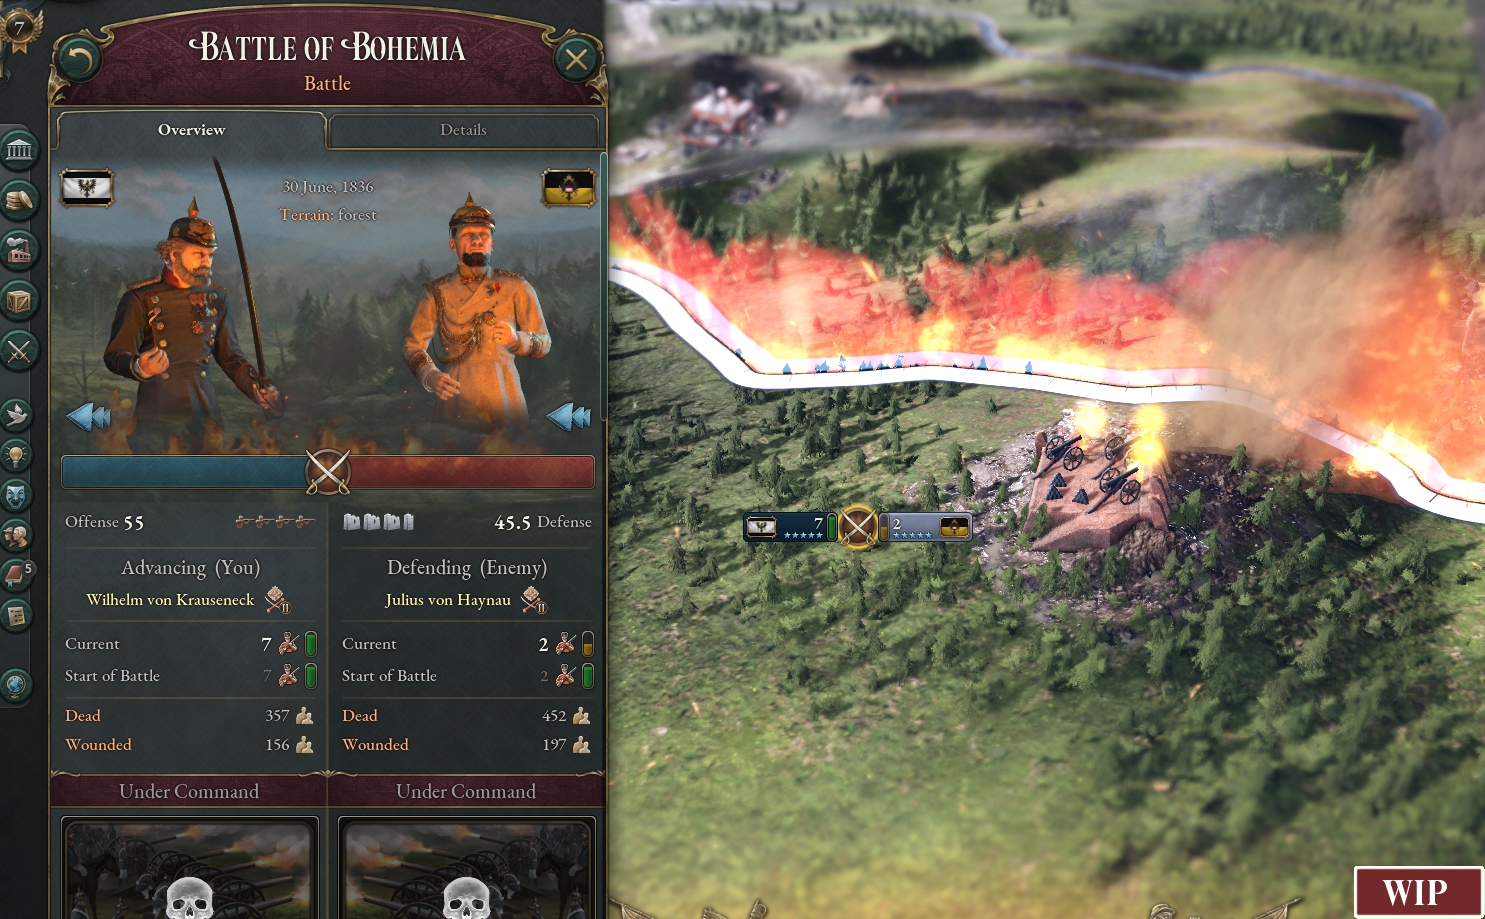 7
Battle of Bohemia
Battle
Overview
Details
30 June, 1836
Terrain: forest
Offense 55
45.5 Defense
Advancing (You)
Defending (Enemy)
Wilhelm von Krauseneck II
Julius von Haynau II
Current 7
Current 2
Start of Battle 7
Start of Battle 2
Dead 357
Dead 452
Wounded 156
Wounded 197
Under Command
Under Command
5
7
2
WIP